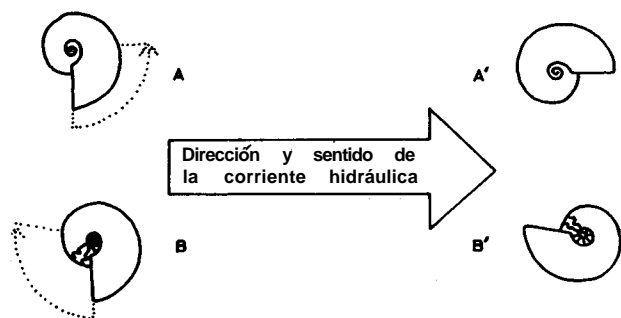 A
A′
Dirección y sentido de
la corriente hidráulica
B
B′